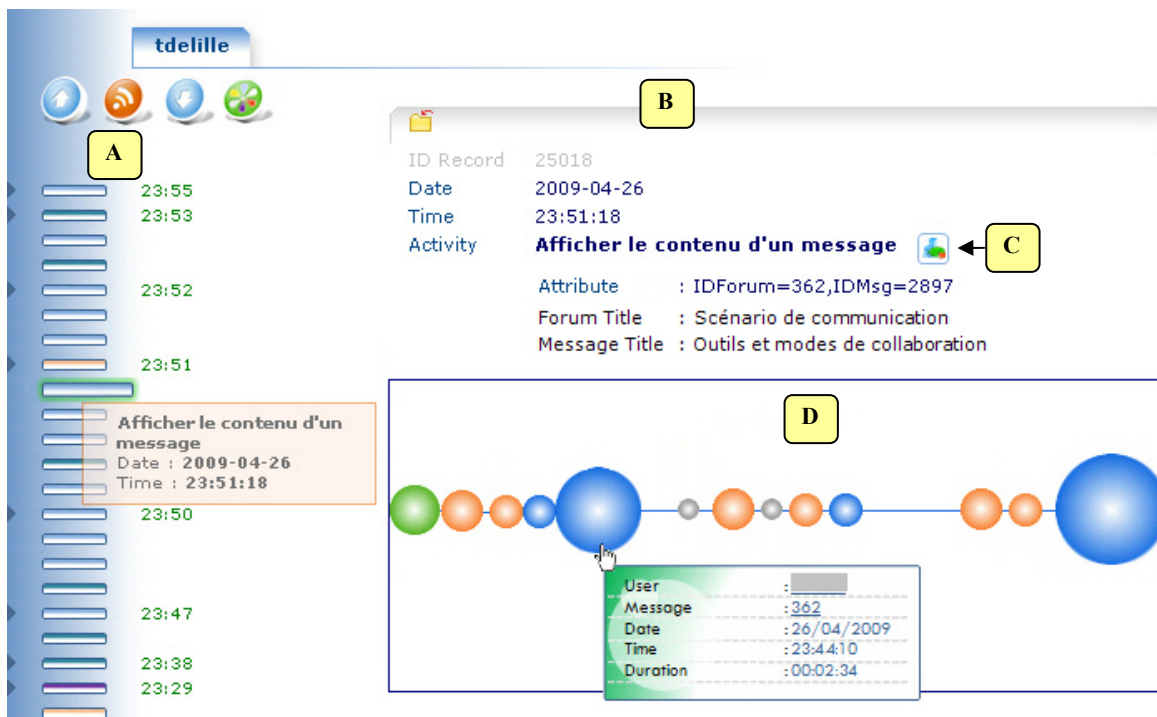 tdelille
A
B
23:55
23:53
23:52
23:51
Afficher le contenu d'un
message
Date : 2009-04-26
Time : 23:51:18
23:50
23:47
23:38
23:29
ID Record 25018
Date 2009-04-26
Time 23:51:18
Activity Afficher le contenu d'un message
C
Attribute : IDForum=362,IDMsg=2897
Forum Title : Scénario de communication
Message Title : Outils et modes de collaboration
D
User :
Message : 362
Date : 26/04/2009
Time : 23:44:10
Duration : 00:02:34